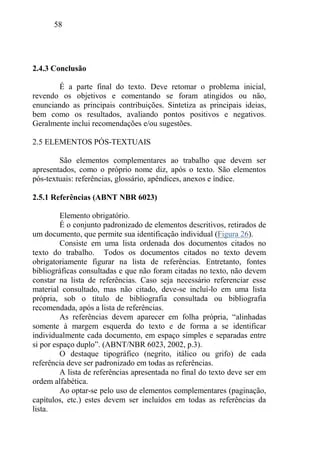 58
2.4.3 Conclusão
É a parte final do texto. Deve retomar o problema inicial,
revendo os objetivos e comentando se foram atingidos ou não,
enunciando as principais contribuições. Sintetiza as principais ideias,
bem como os resultados, avaliando pontos positivos e negativos.
Geralmente inclui recomendações e/ou sugestões.
2.5 ELEMENTOS PÓS-TEXTUAIS
São elementos complementares ao trabalho que devem ser
apresentados, como o próprio nome diz, após o texto. São elementos
pós-textuais: referências, glossário, apêndices, anexos e índice.
2.5.1 Referências (ABNT NBR 6023)
Elemento obrigatório.
É o conjunto padronizado de elementos descritivos, retirados de
um documento, que permite sua identificação individual (Figura 26).
Consiste em uma lista ordenada dos documentos citados no
texto do trabalho. Todos os documentos citados no texto devem
obrigatoriamente figurar na lista de referências. Entretanto, fontes
bibliográficas consultadas e que não foram citadas no texto, não devem
constar na lista de referências. Caso seja necessário referenciar esse
material consultado, mas não citado, deve-se incluí-lo em uma lista
própria, sob o título de bibliografia consultada ou bibliografia
recomendada, após a lista de referências.
As referências devem aparecer em folha própria, “alinhadas
somente à margem esquerda do texto e de forma a se identificar
individualmente cada documento, em espaço simples e separadas entre
si por espaço duplo”. (ABNT/NBR 6023, 2002, p.3).
O destaque tipográfico (negrito, itálico ou grifo) de cada
referência deve ser padronizado em todas as referências.
A lista de referências apresentada no final do texto deve ser em
ordem alfabética.
Ao optar-se pelo uso de elementos complementares (paginação,
capítulos, etc.) estes devem ser incluídos em todas as referências da
lista.